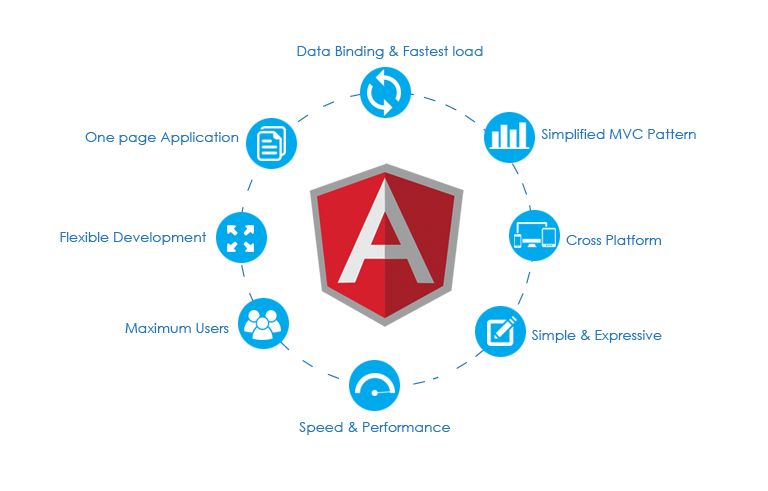 Data Binding & Fastest load
One page Application
Simplified MVC Pattern
Flexible Development
Cross Platform
Maximum Users
Simple & Expressive
Speed & Performance
A